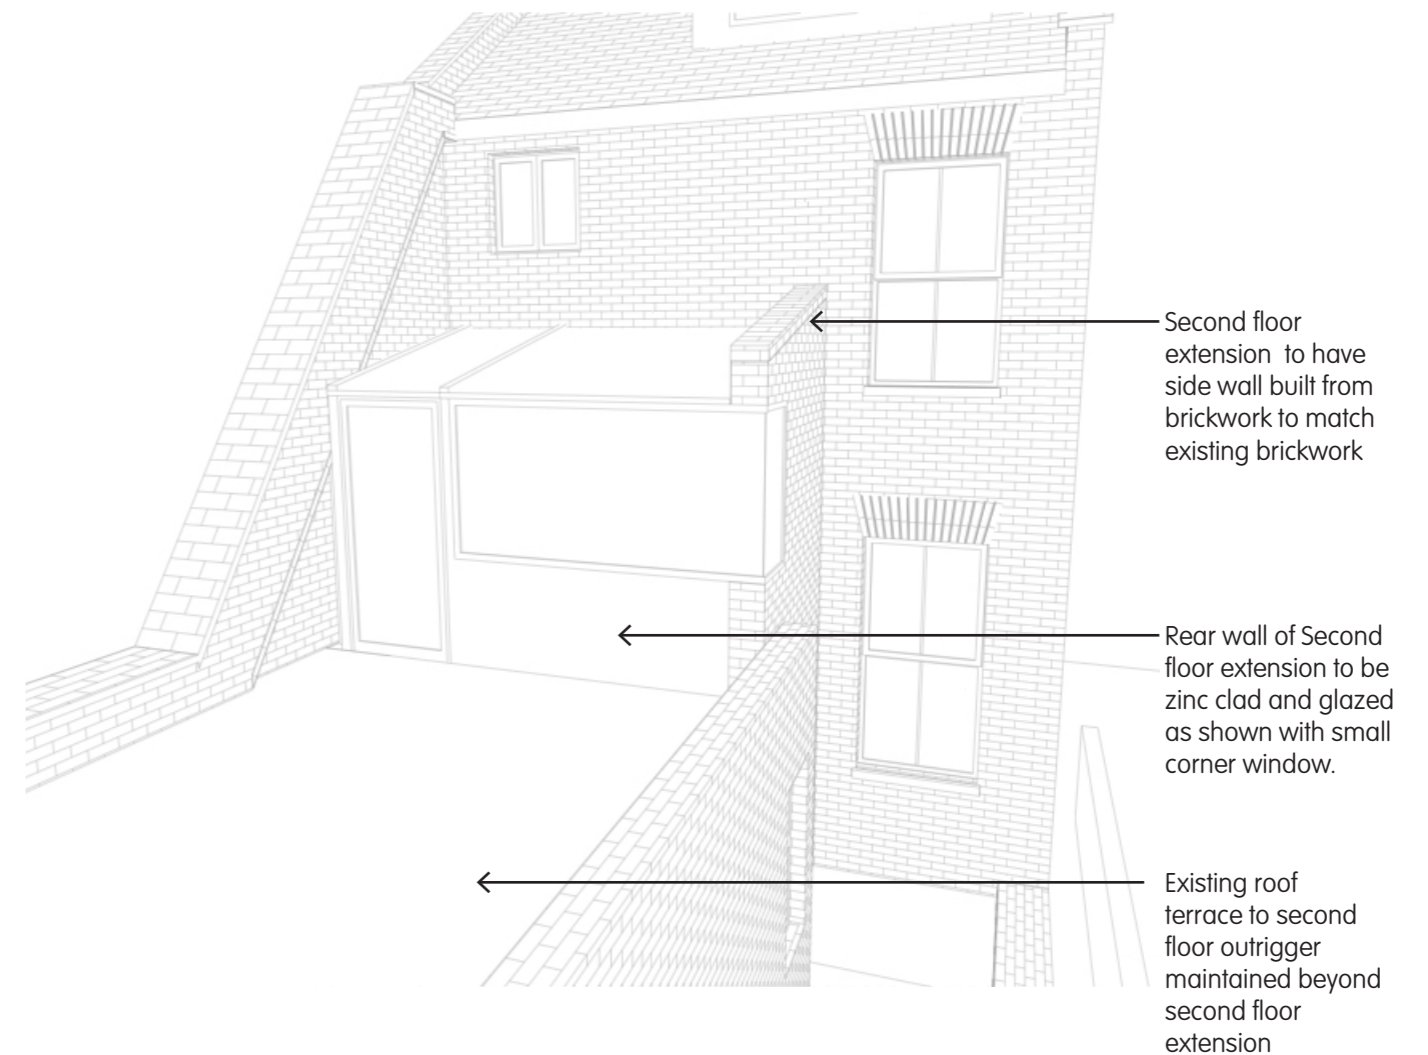 Second floor
extension  to have
side wall built from
brickwork to match
existing brickwork
Rear wall of Second
floor extension to be
zinc clad and glazed
as shown with small
corner window.
Existing roof
terrace to second
floor outrigger
maintained beyond
second floor
extension